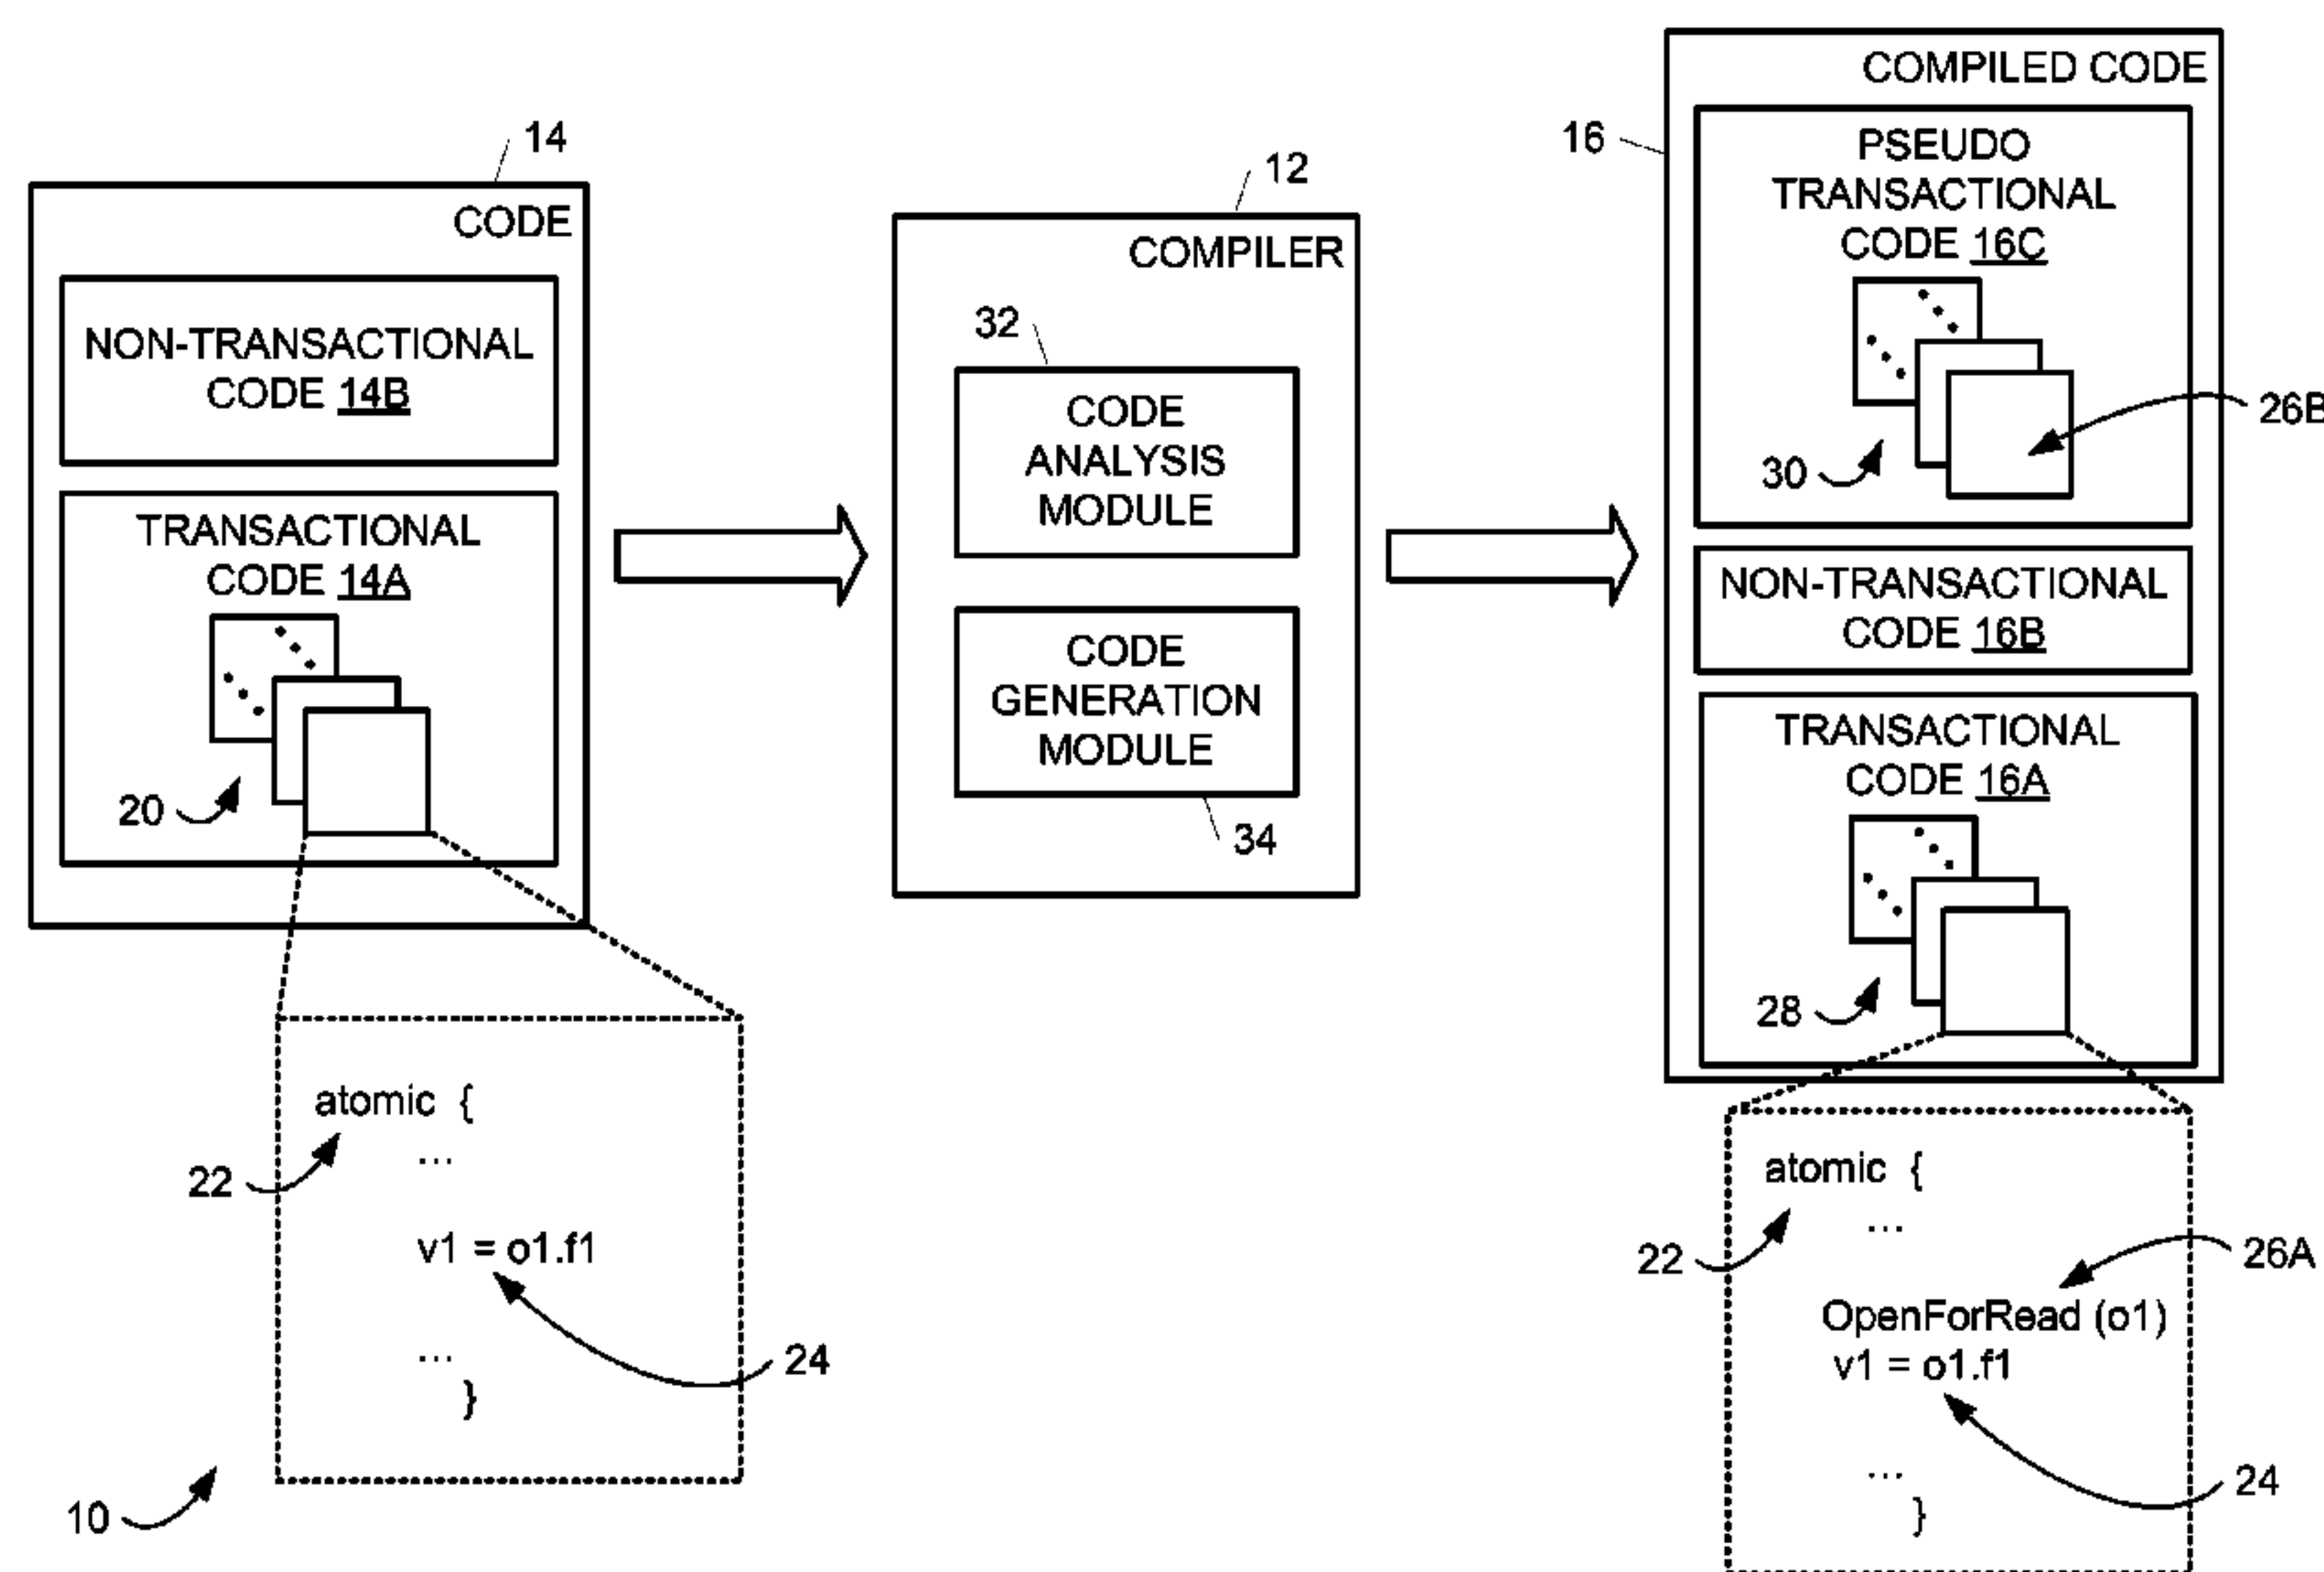 14
CODE
NON-TRANSACTIONAL
CODE 14B
TRANSACTIONAL
CODE 14A
20
atomic {
...
22
v1 = o1.f1
...
24
}
10
12
COMPILER
32
CODE
ANALYSIS
MODULE
CODE
GENERATION
MODULE
34
COMPILED CODE
16
PSEUDO
TRANSACTIONAL
CODE 16C
26B
30
NON-TRANSACTIONAL
CODE 16B
TRANSACTIONAL
CODE 16A
28
atomic {
...
22
26A
OpenForRead (o1)
v1 = o1.f1
...
24
}